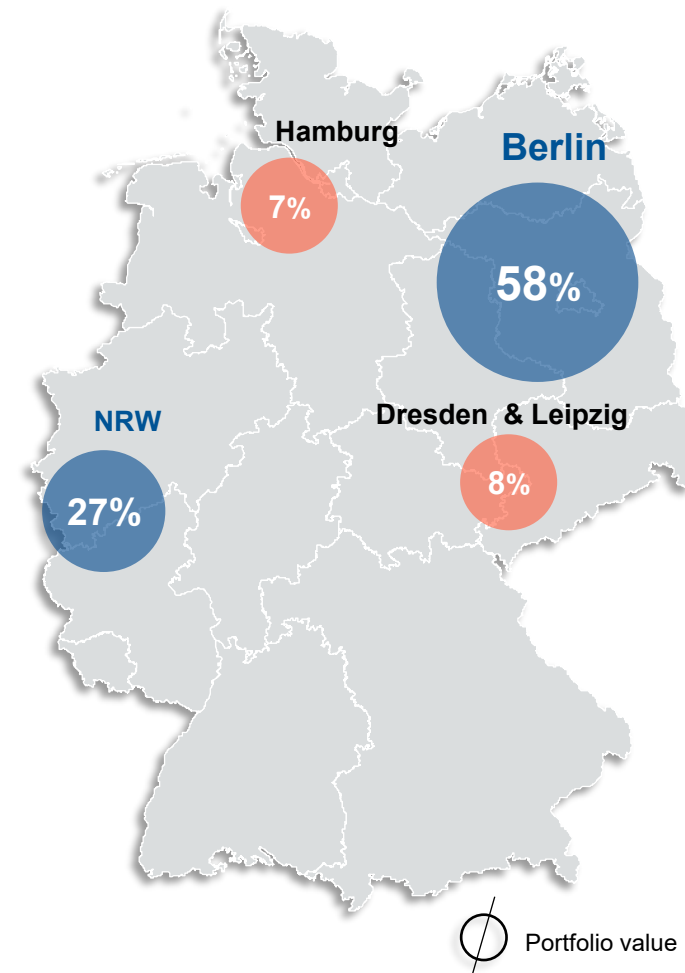 Hamburg
7%
Berlin
58%
NRW
27%
Dresden & Leipzig
8%
Portfolio value